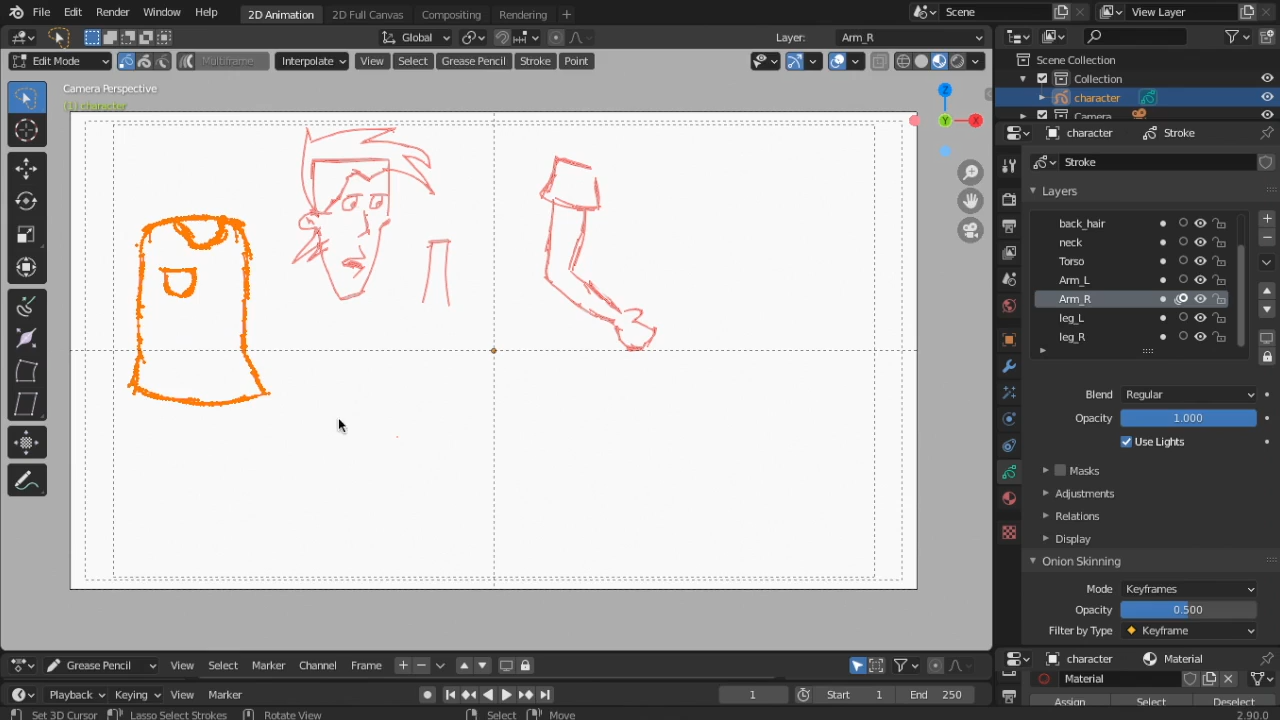 File Edit Render Window Help 2D Animation 2D Full Canvas Compositing Rendering + Scene View Layer
Global Layer: Arm_R
Edit Mode Multiframe Interpolate View Select Grease Pencil Stroke Point
Camera Perspective
(1) character
Z
Y
X
Scene Collection
Collection
character
Camera
character Stroke
Stroke
Layers
back_hair
neck
Torso
Arm_L
Arm_R
leg_L
leg_R
Blend Regular
Opacity 1.000
Use Lights
Masks
Adjustments
Relations
Display
Onion Skinning
Mode Keyframes
Opacity 0.500
Filter by Type Keyframe
Grease Pencil View Select Marker Channel Frame
character Material
Material
Playback Keying View Marker 1 Start 1 End 250
Assign Select Deselect
Set 3D Cursor Lasso Select Strokes Rotate View Select Move 2.90.0